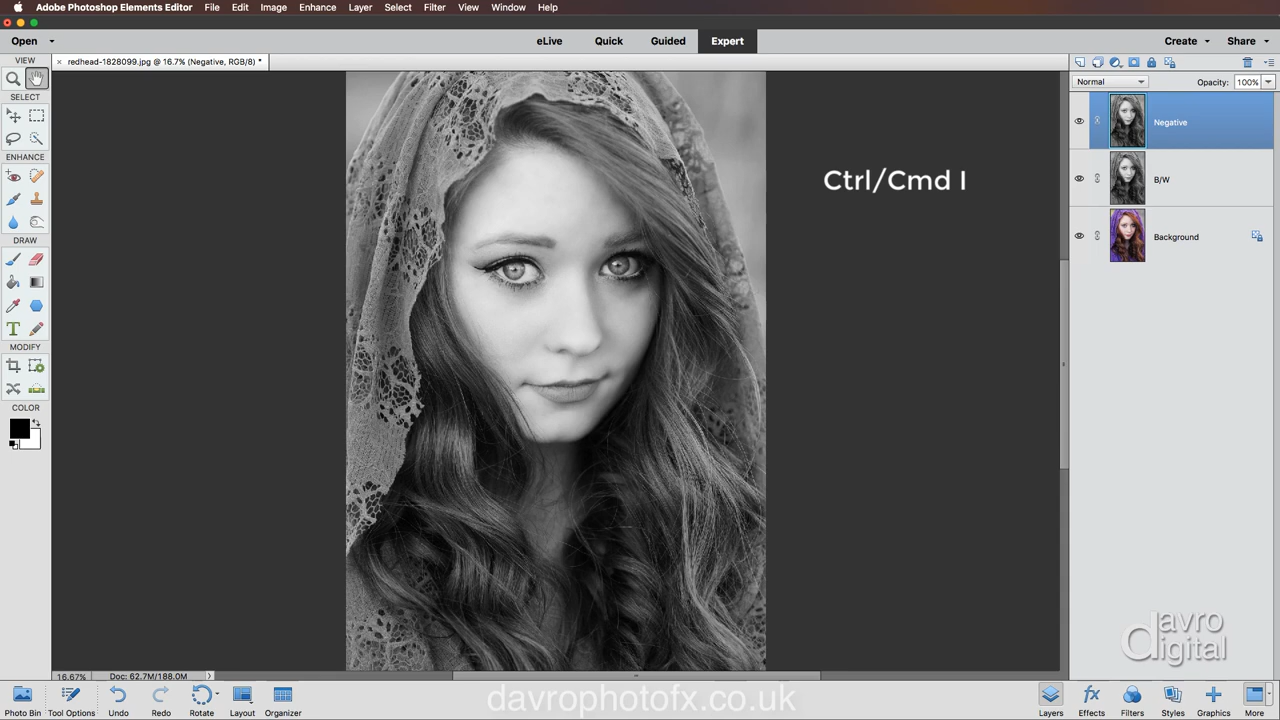 Adobe Photoshop Elements Editor File Edit Image Enhance Layer Select Filter View Window Help
Open eLive Quick Guided Expert Create Share
VIEW
× redhead-1828099.jpg @ 16.7% (Negative, RGB/8) *
Normal Opacity: 100%
SELECT
Negative
ENHANCE
Ctrl/Cmd I
B/W
DRAW
Background
MODIFY
COLOR
davro
digital
16.67% Doc: 62.7M/188.0M
davrophotofx.co.uk
Photo Bin Tool Options Undo Redo Rotate Layout Organizer Layers Effects Filters Styles Graphics More